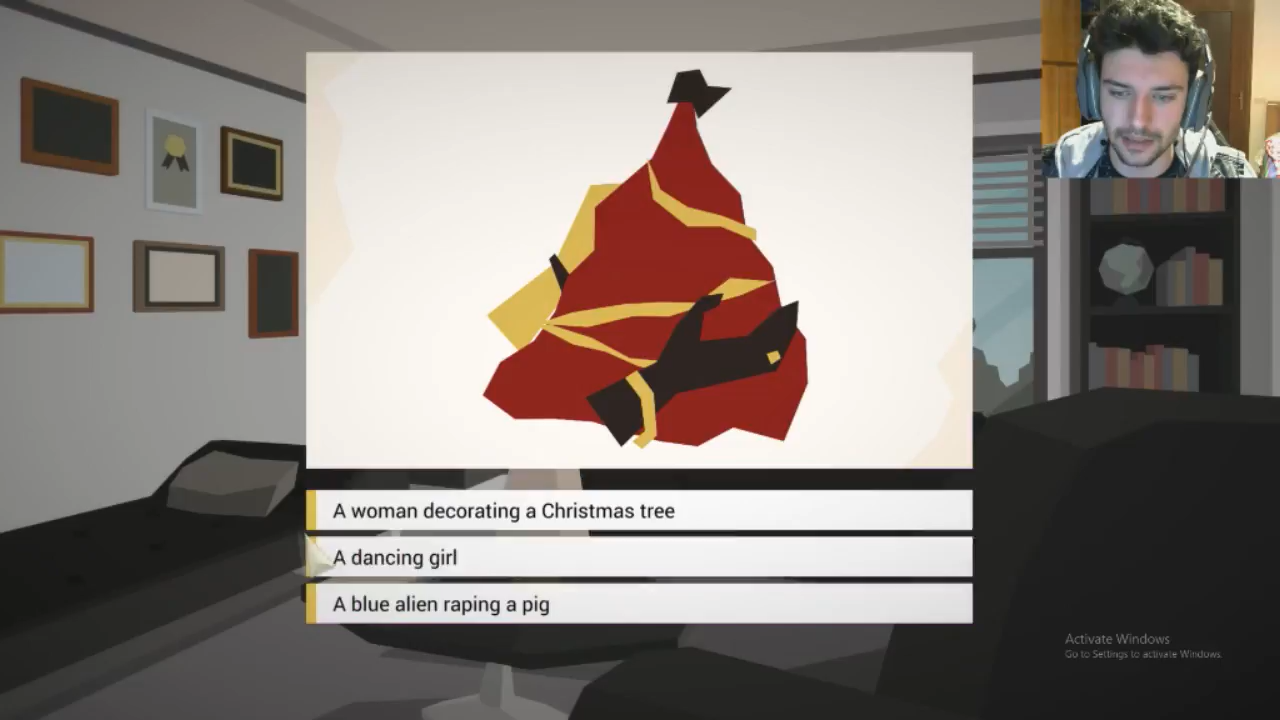 A woman decorating a Christmas tree
A dancing girl
A blue alien raping a pig
Activate Windows
Go to Settings to activate Windows.